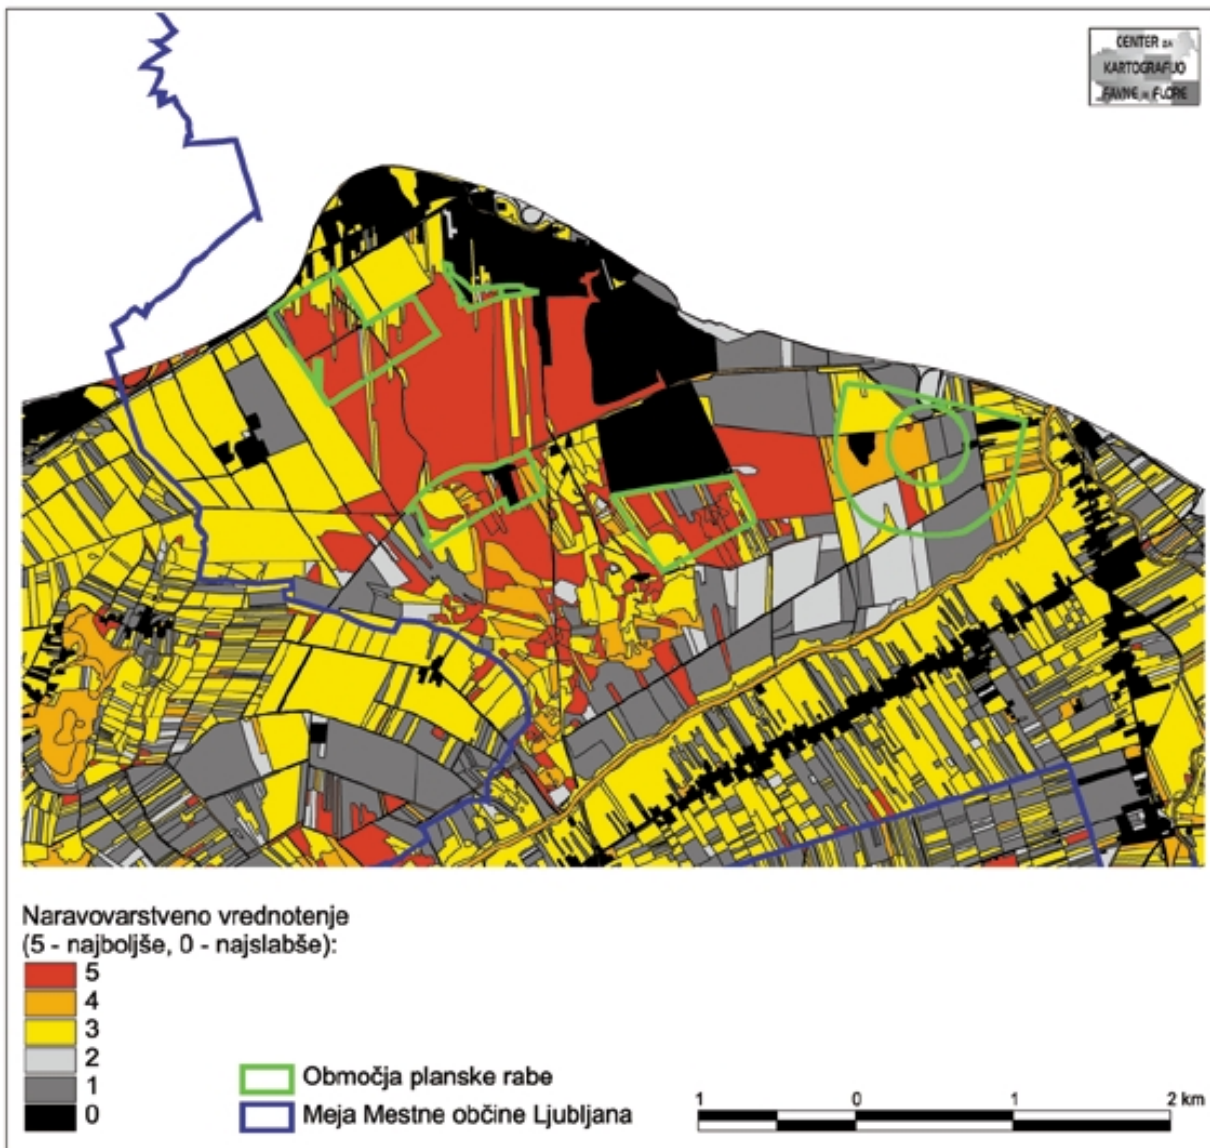 CENTER ZA
KARTOGRAFIJO
FAVNE IN FLORE
Naravovarstveno vrednotenje
(5 - najboljše, 0 - najslabše):
5
4
3
2
1
0
Območja planske rabe
Meja Mestne občine Ljubljana
1 0 1 2 km